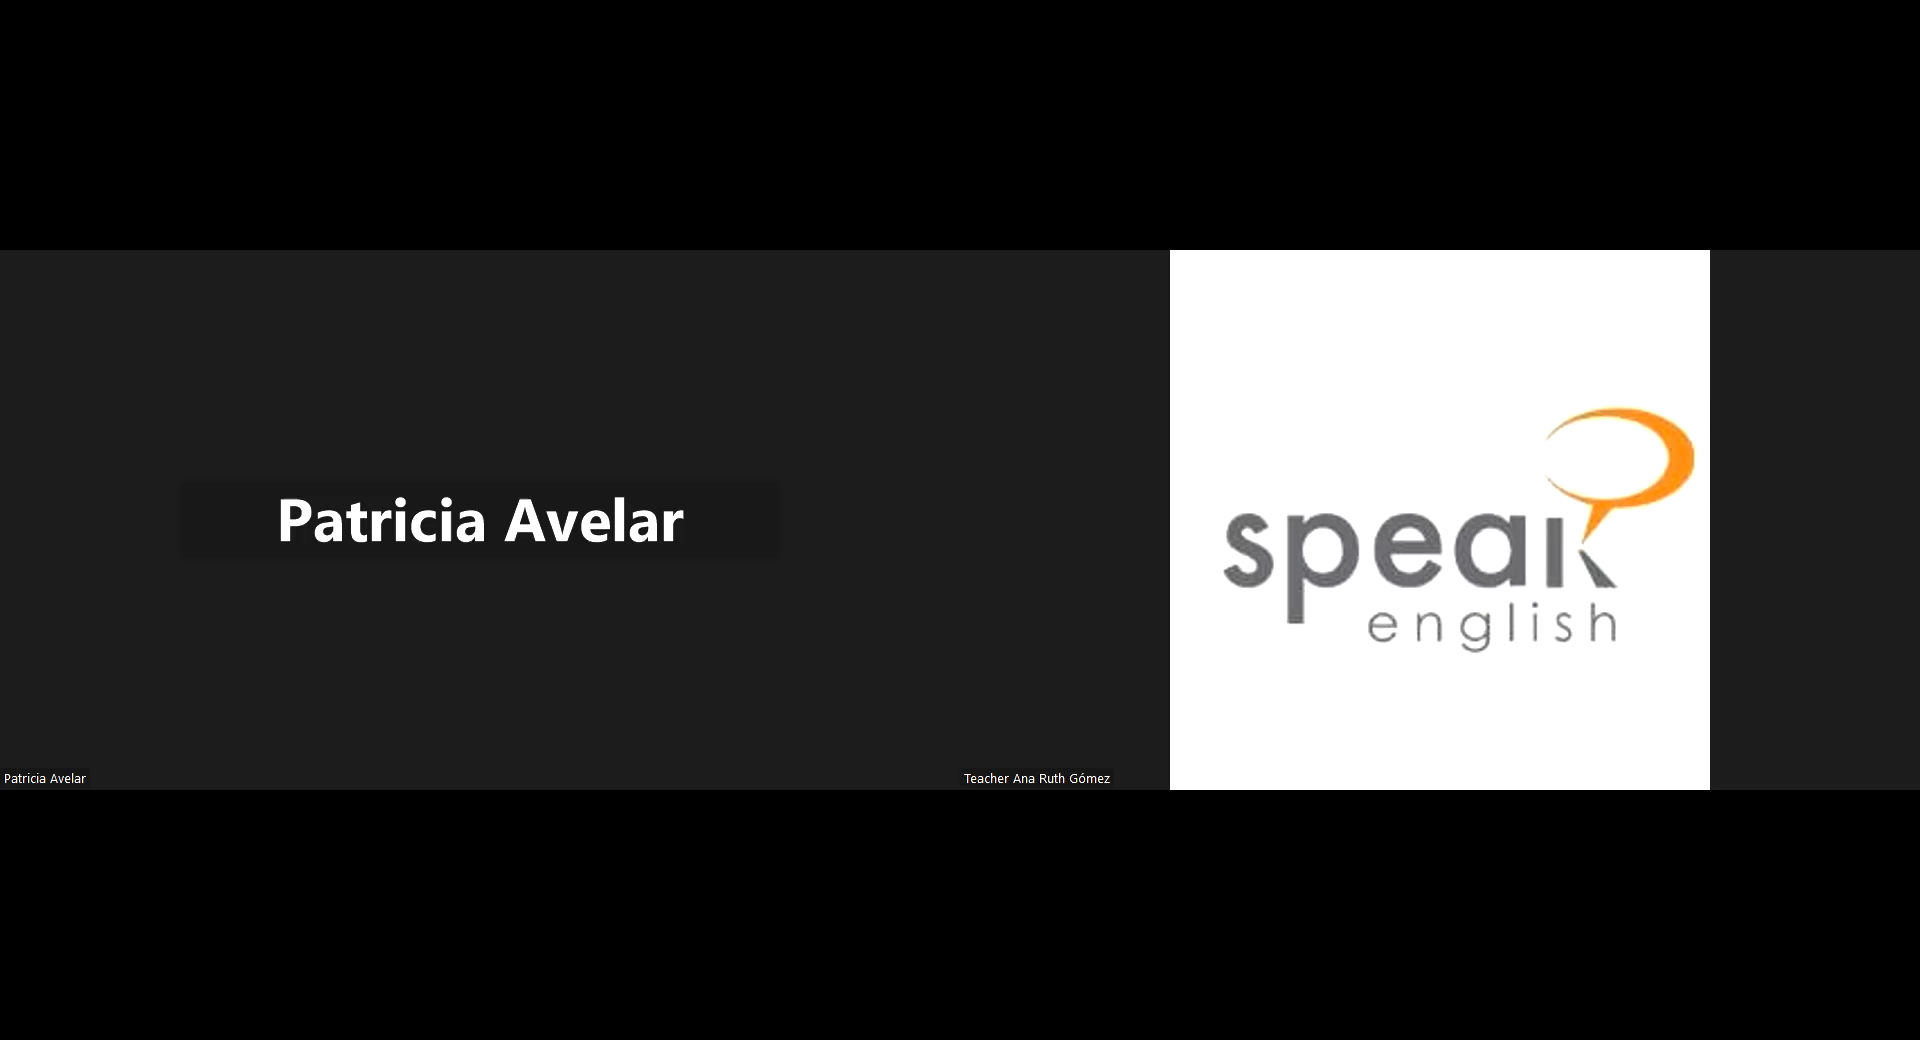 Patricia Avelar
speak
english
Patricia Avelar
Teacher Ana Ruth Gómez